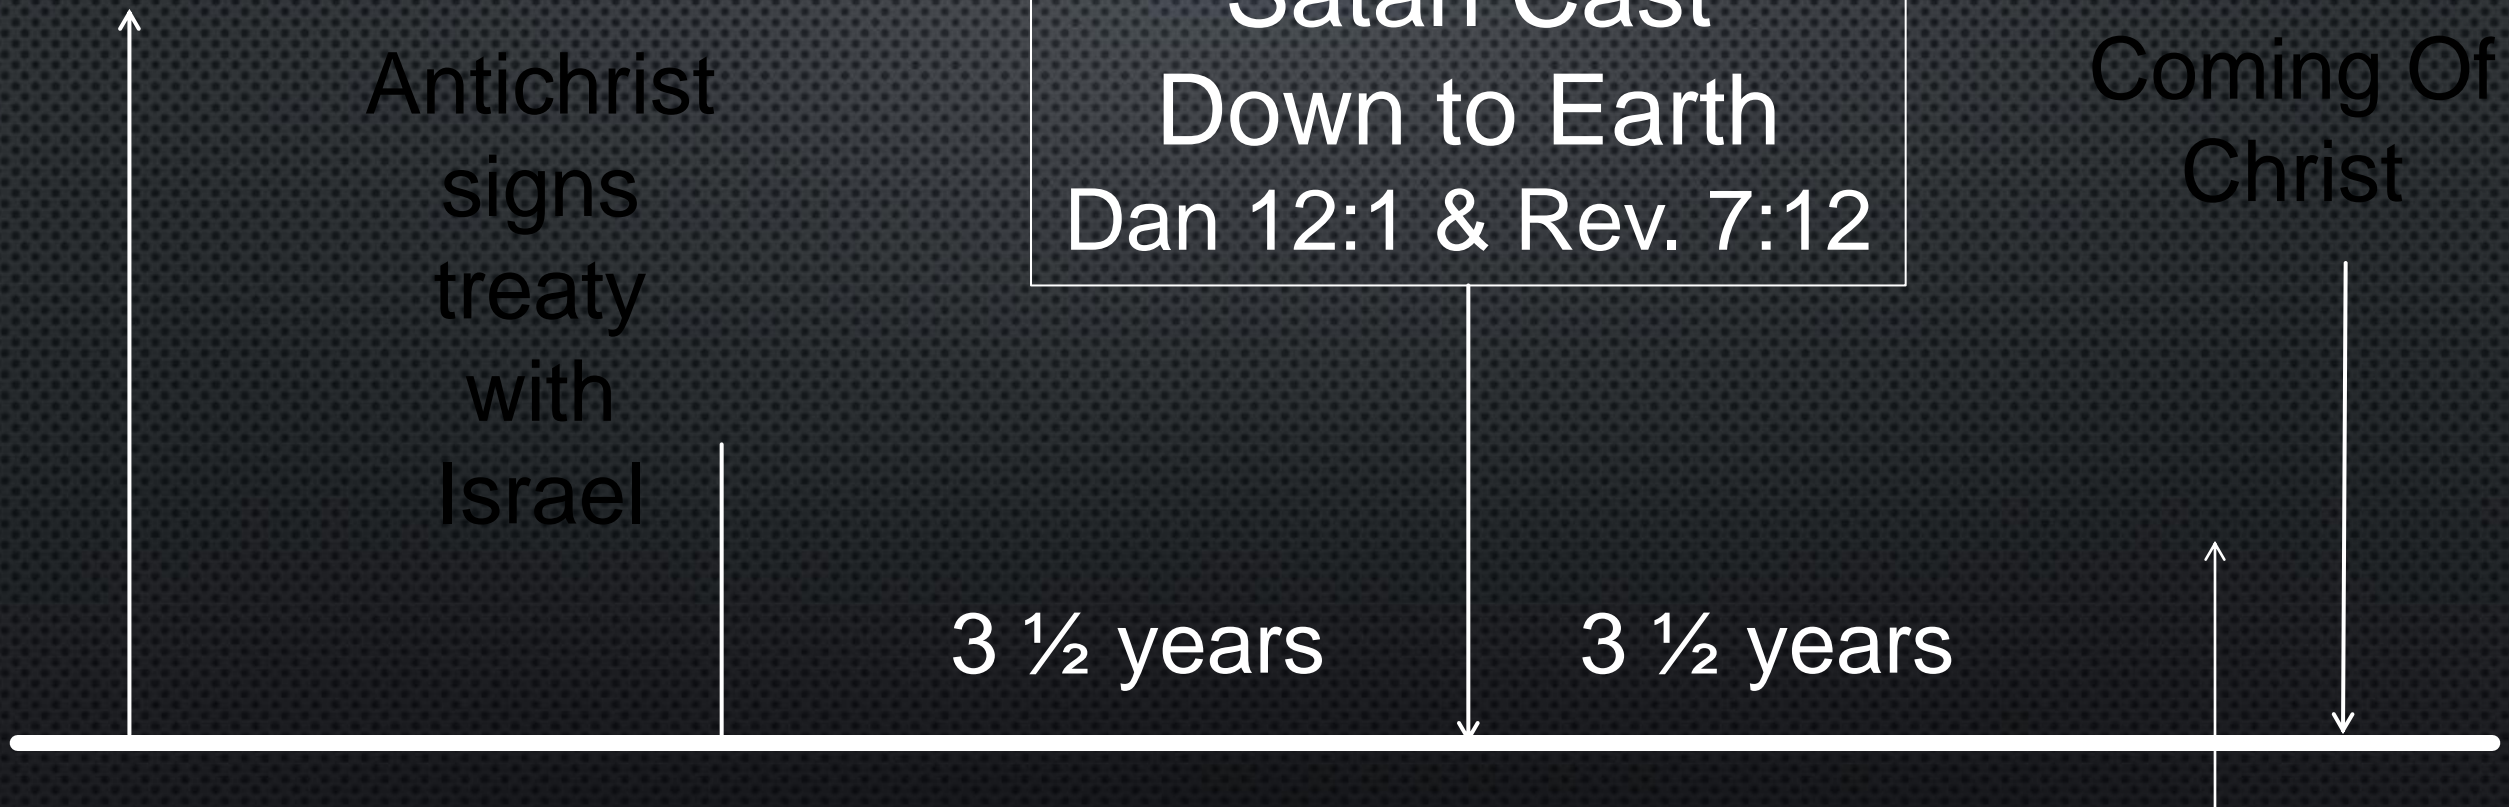 Antichrist
signs
treaty
with
Israel
Satan Cast
Down to Earth
Dan 12:1 & Rev. 7:12
Coming Of
Christ
3 ½ years
3 ½ years